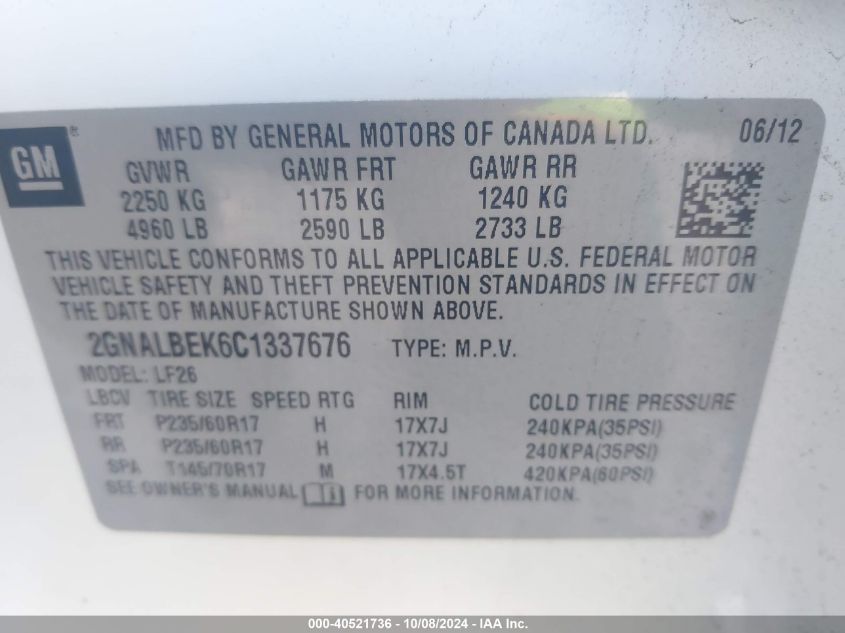 GM
MFD BY GENERAL MOTORS OF CANADA LTD. 06/12
GVWR GAWR FRT GAWR RR
2250 KG 1175 KG 1240 KG
4960 LB 2590 LB 2733 LB
THIS VEHICLE CONFORMS TO ALL APPLICABLE U.S. FEDERAL MOTOR
VEHICLE SAFETY AND THEFT PREVENTION STANDARDS IN EFFECT ON
THE DATE OF MANUFACTURE SHOWN ABOVE.
2GNALBEK6C1337676 TYPE: M.P.V.
MODEL: LF26
LBCV TIRE SIZE SPEED RTG RIM COLD TIRE PRESSURE
FRT P235/60R17 H 17X7J 240KPA(35PSI)
RR P235/60R17 H 17X7J 240KPA(35PSI)
SPA T145/70R17 M 17X4.5T 420KPA(60PSI)
SEE OWNER'S MANUAL FOR MORE INFORMATION.
000-40521736 - 10/08/2024 - IAA Inc.